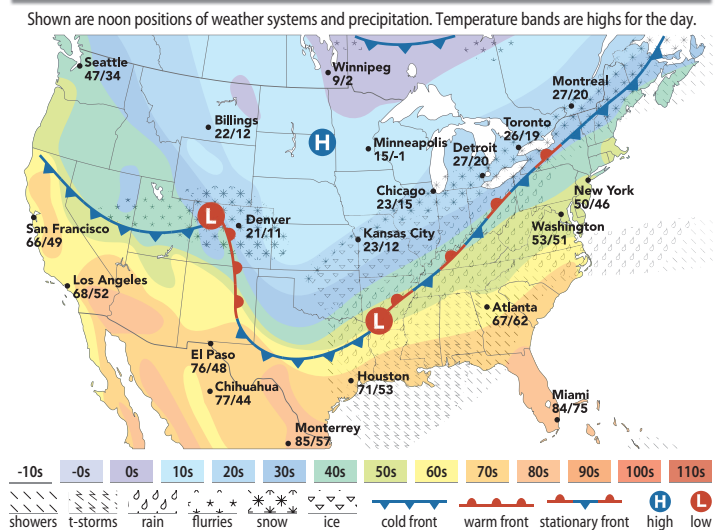 Shown are noon positions of weather systems and precipitation. Temperature bands are highs for the day.
Seattle
47/34
Winnipeg
9/2
Montreal
27/20
Billings
22/12
Toronto
26/19
H
Minneapolis
15/-1
Detroit
27/20
Chicago
23/15
New York
50/46
San Francisco
66/49
L
Denver
21/11
Kansas City
23/12
Washington
53/51
Los Angeles
68/52
L
Atlanta
67/62
El Paso
76/48
Chihuahua
77/44
Houston
71/53
Miami
84/75
Monterrey
85/57
-10s -0s 0s 10s 20s 30s 40s 50s 60s 70s 80s 90s 100s 110s
H L
showers t-storms rain flurries snow ice cold front warm front stationary front high low